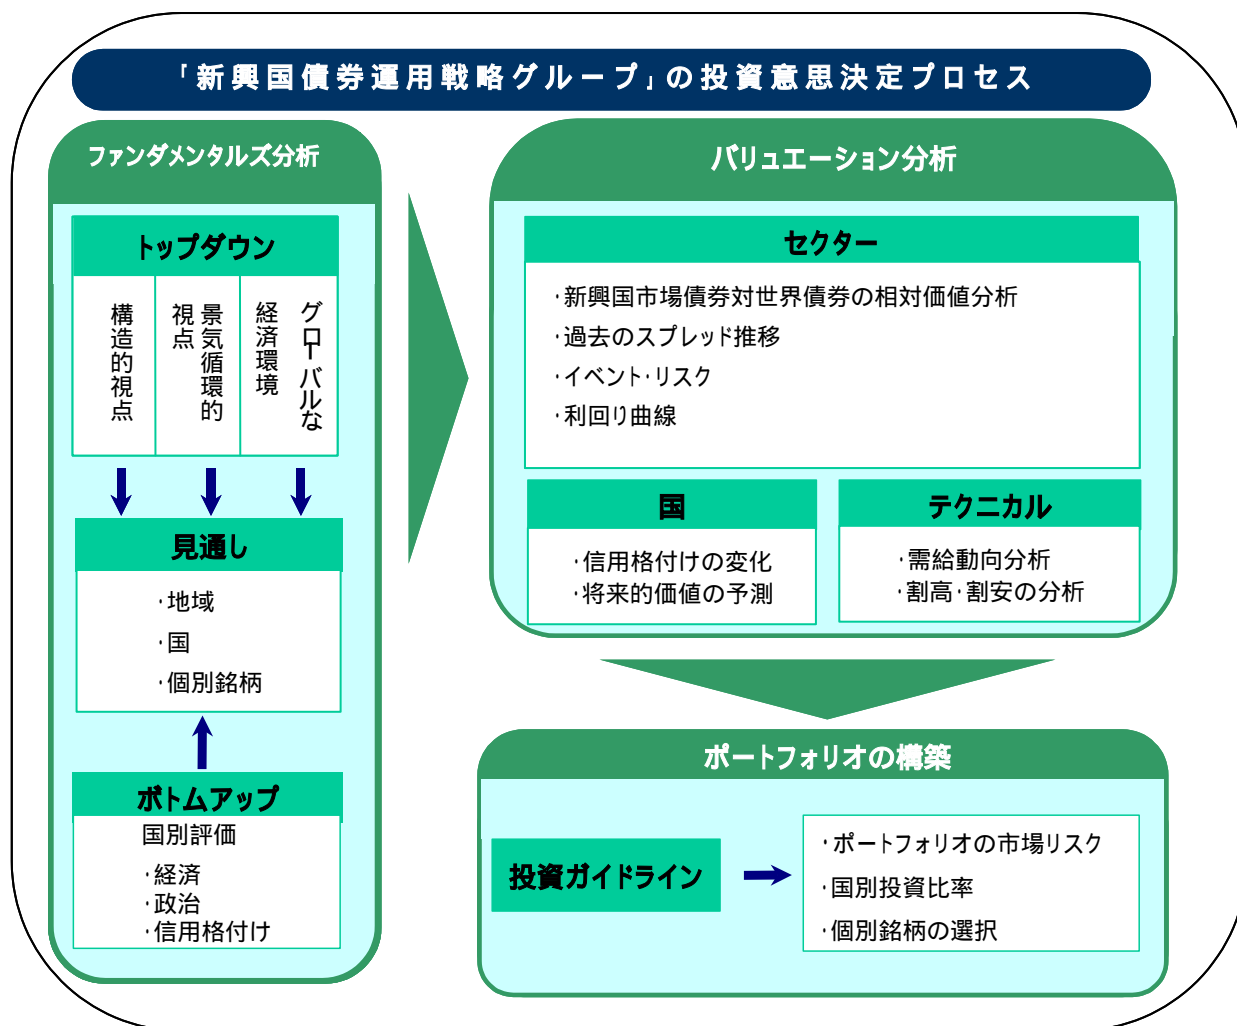 「新興国債券運用戦略グループ」の投資意思決定プロセス
ファンダメンタルズ分析
トップダウン
構造的視点
景気循環的
視点
グローバルな
経済環境
見通し
・地域
・国
・個別銘柄
ボトムアップ
国別評価
・経済
・政治
・信用格付け
バリュエーション分析
セクター
・新興国市場債券対世界債券の相対価値分析
・過去のスプレッド推移
・イベント・リスク
・利回り曲線
国
・信用格付けの変化
・将来的価値の予測
テクニカル
・需給動向分析
・割高・割安の分析
ポートフォリオの構築
投資ガイドライン
・ポートフォリオの市場リスク
・国別投資比率
・個別銘柄の選択